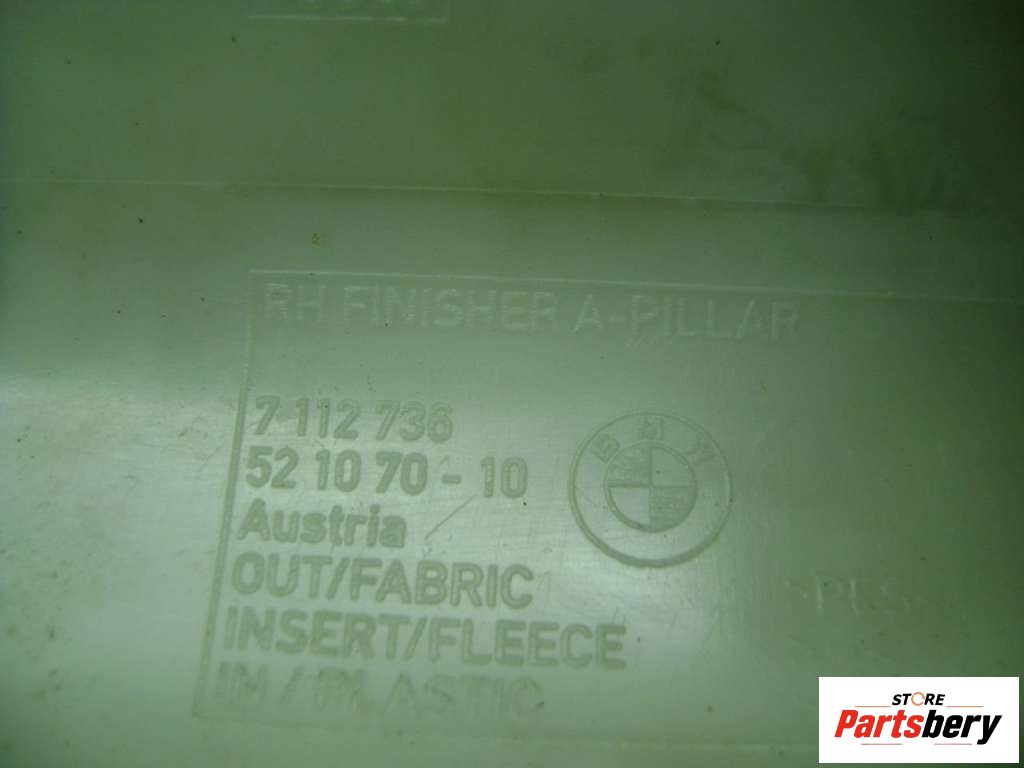 RH FINISHER A-PILLAR
7 112 736
52 10 70 - 10
BMW
Austria
OUT/FABRIC
INSERT/FLEECE
IN/PLASTIC
STORE
Partsbery